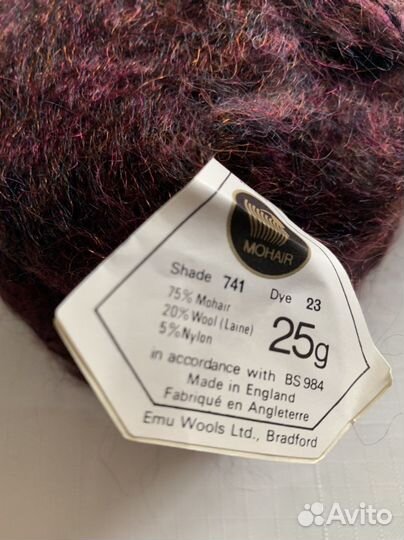 MOHAIR
Shade 741 Dye 23
75% Mohair
20% Wool (Laine)
5% Nylon
25g
in accordance with BS 984
Made in England
Fabriqué en Angleterre
Emu Wools Ltd., Bradford
Avito